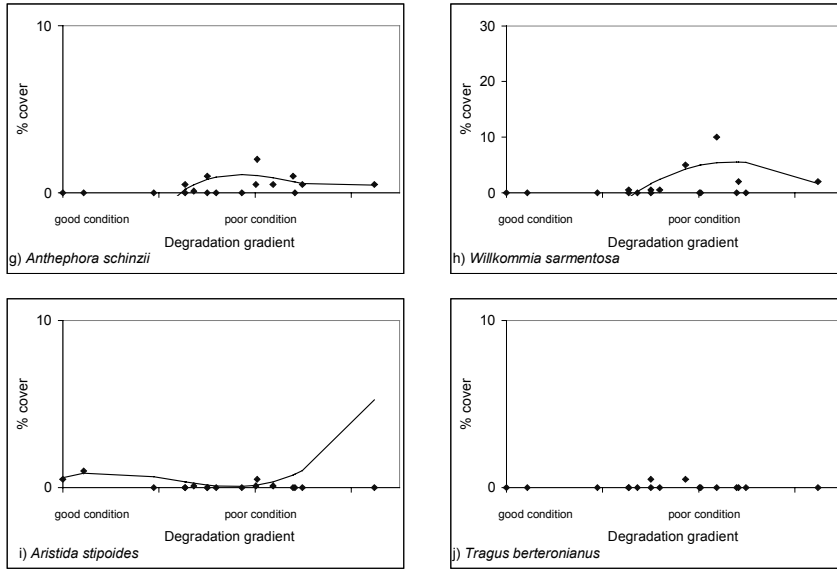 10
% cover
0
good condition poor condition
Degradation gradient
g) Anthephora schinzii
30
20
10
0
% cover
good condition poor condition
Degradation gradient
h) Willkommia sarmentosa
10
% cover
0
good condition poor condition
Degradation gradient
i) Aristida stipoides
10
% cover
0
good condition poor condition
Degradation gradient
j) Tragus berteronianus